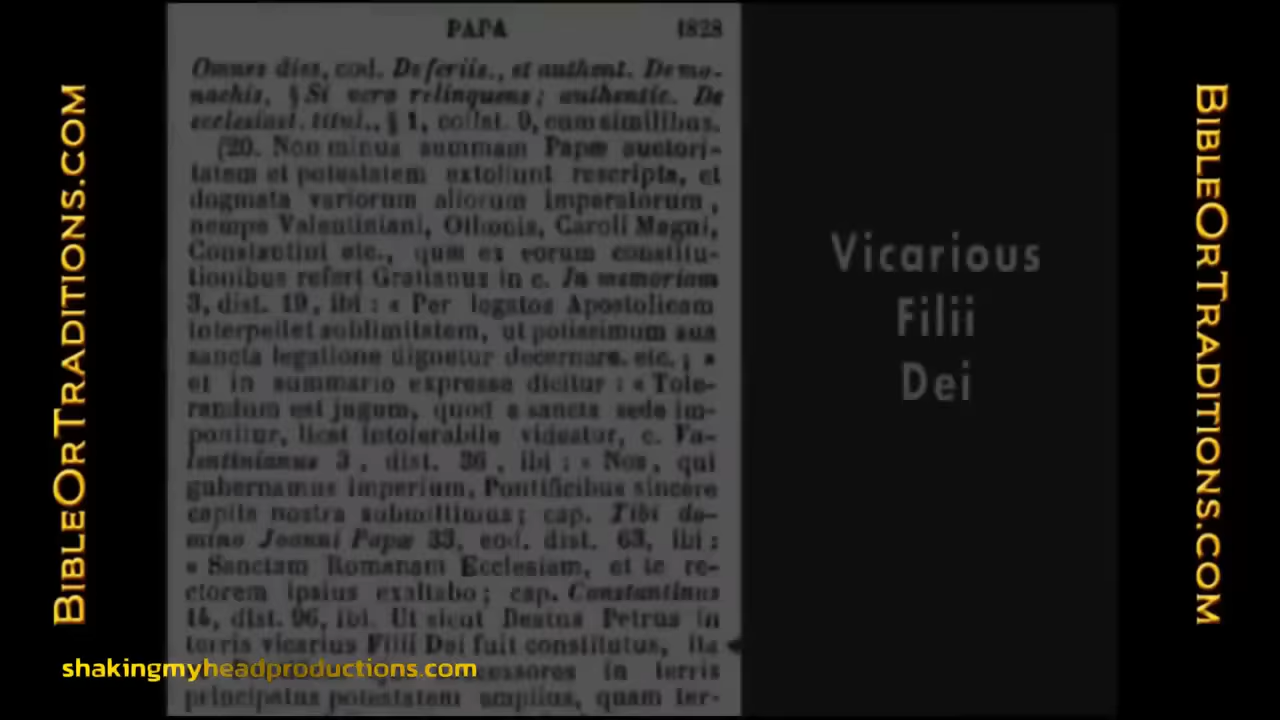 PAPA 1828
Omnes dies, cod. De feriis., et authent. De mo-
nachis, § Si vero relinquens; authentic. De
ecclesiast. titul., § 1, collat. 9, cum similibus.
(20. Non minus summam Papæ auctori-
tatem et potestatem extollunt rescripta, et
dogmata variorum aliorum imperatorum,
nempe Valentiniani, Othonis, Caroli Magni,
Constantini etc., quæ ex eorum constitu-
tionibus refert Gratianus in c. In memoriam
3, dist. 19, ibi : « Per legatos Apostolicam
interpellet sublimitatem, ut potissimum sua
sancta legatione dignetur decernere. etc. ; »
et in summario expresse dicitur : « Tole-
randum est jugum, quod a sancta sede im-
ponitur, licet intolerabile videatur, c. Va-
lentinianus 3, dist. 36, ibi : « Nos, qui
gubernamus imperium, Pontificibus sincere
capita nostra submittimus ; cap. Tibi do-
mino Joanni Papæ 33, eod. dist. 63, ibi :
« Sanctam Romanam Ecclesiam, et te re-
ctorem ipsius exaltabo ; cap. Constantinus
14, dist. 96, ibi. Ut sicut Beatus Petrus in
terris vicarius Filii Dei fuit constitutus, ita
successores in terris
principatus potestatem amplius, quam ter-
Vicarious
Filii
Dei
BIBLEORTRADITIONS.COM
BIBLEORTRADITIONS.COM
shakingmyheadproductions.com